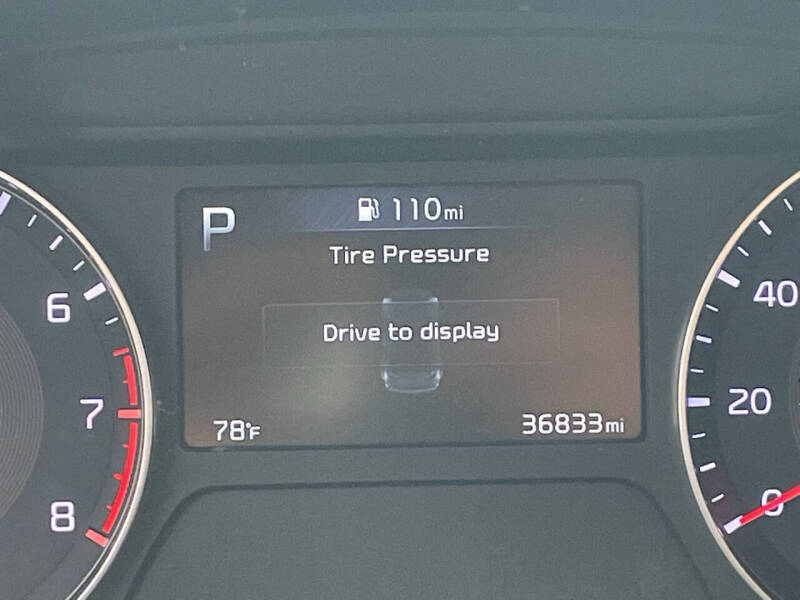 P
110mi
Tire Pressure
Drive to display
78°F
36833mi
6
7
8
40
20
0